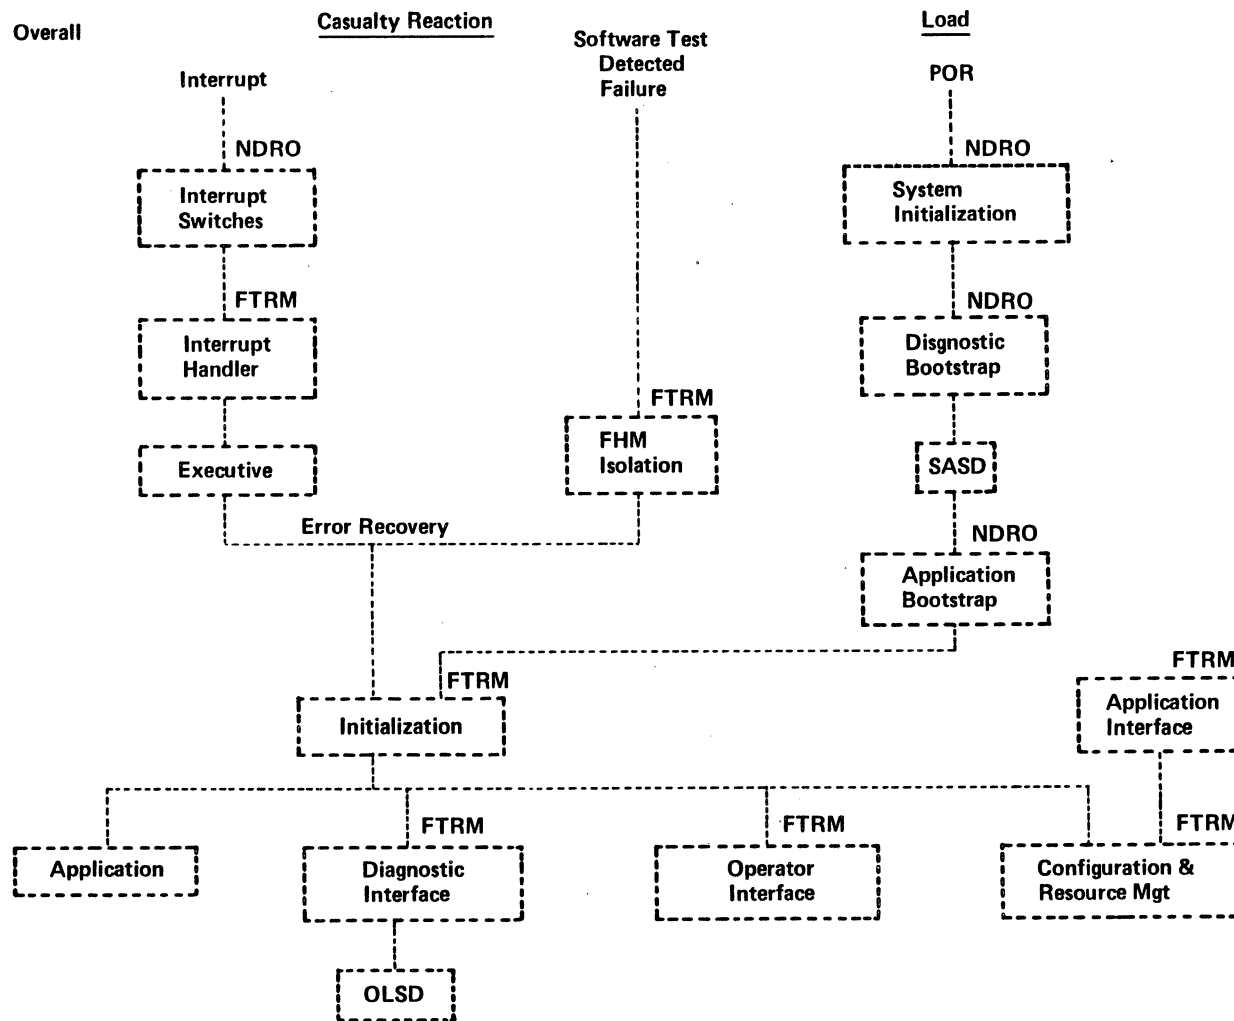 Overall
Casualty Reaction
Load
Software Test
Detected
Failure
Interrupt
POR
NDRO
NDRO
Interrupt
Switches
System
Initialization
FTRM
NDRO
Interrupt
Handler
Disgnostic
Bootstrap
FTRM
Executive
FHM
Isolation
SASD
Error Recovery
NDRO
Application
Bootstrap
FTRM
FTRM
Initialization
Application
Interface
FTRM
FTRM
FTRM
Application
Diagnostic
Interface
Operator
Interface
Configuration &
Resource Mgt
OLSD